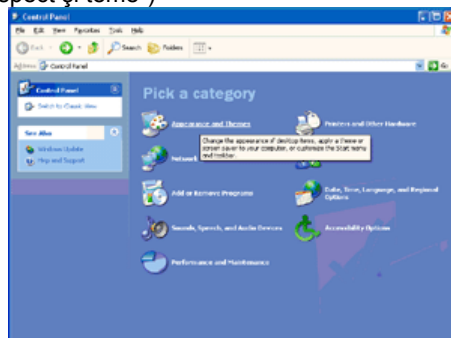 Control Panel
File Edit View Favorites Tools Help
Back Search Folders
Address Control Panel Go
Control Panel
Switch to Classic View
See Also
Windows Update
Help and Support
Pick a category
Appearance and Themes
Printers and Other Hardware
Change the appearance of desktop items, apply a theme or
screen saver to your computer, or customize the Start menu
and taskbar.
Network
Add or Remove Programs
Date, Time, Language, and Regional
Options
Sounds, Speech, and Audio Devices
Accessibility Options
Performance and Maintenance